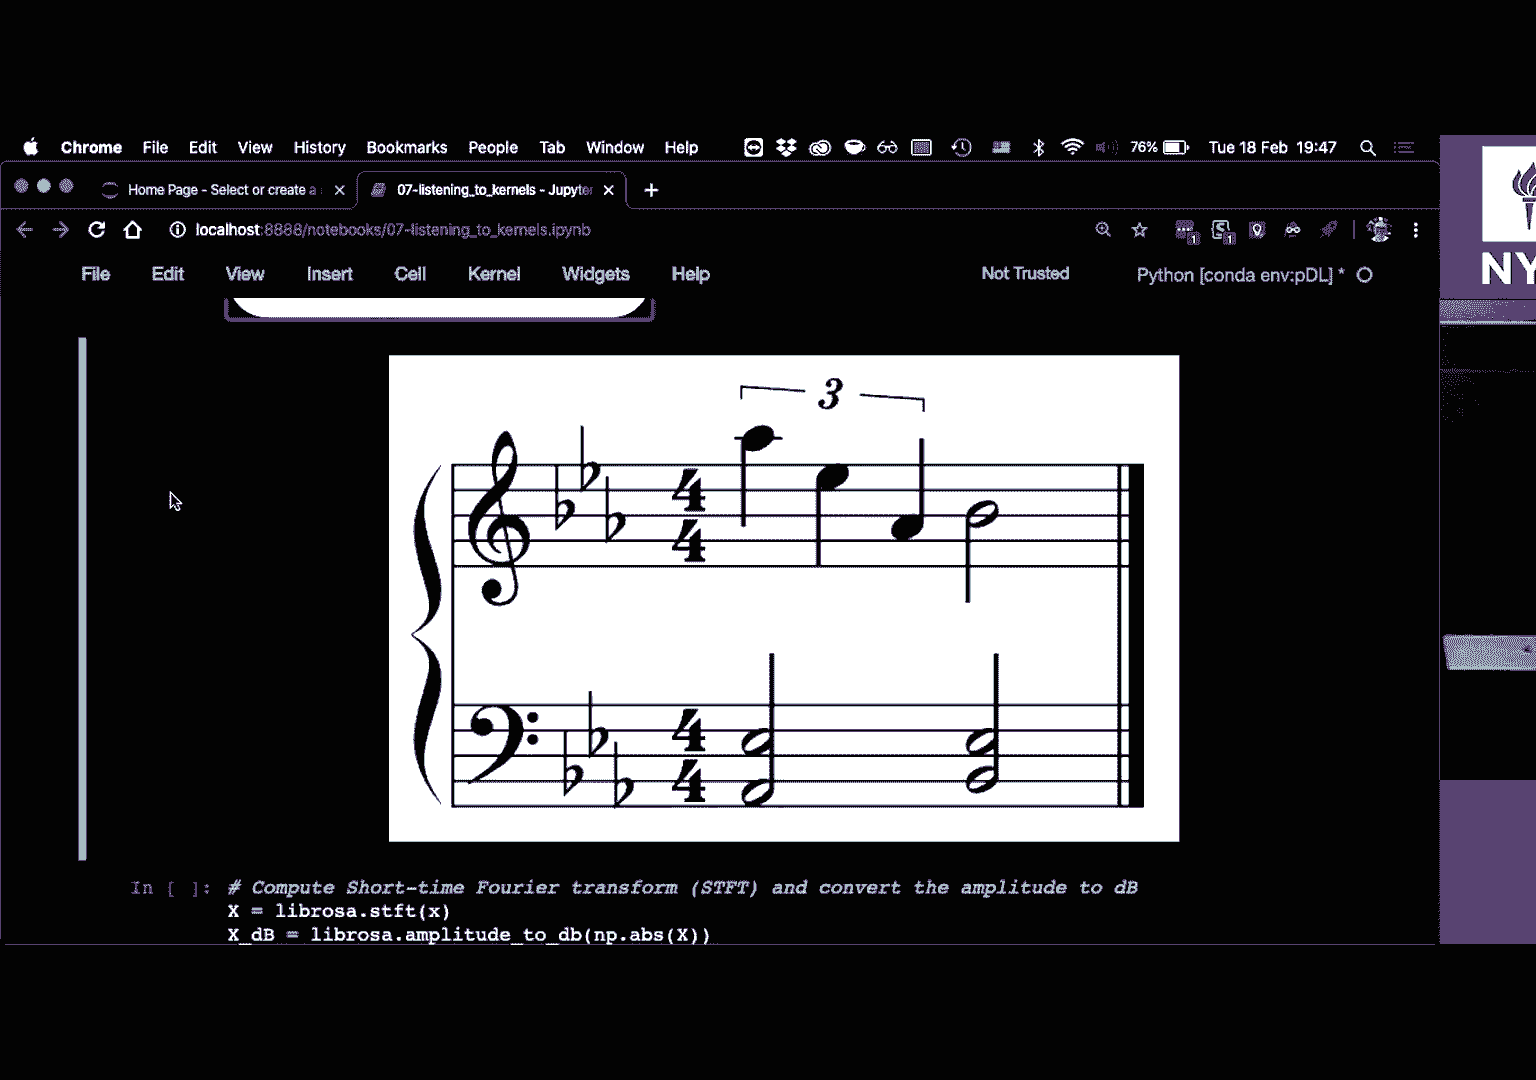 Chrome File Edit View History Bookmarks People Tab Window Help 76% Tue 18 Feb 19:47
Home Page - Select or create a 07-listening_to_kernels - Jupyter
localhost:8888/notebooks/07-listening_to_kernels.ipynb
File Edit View Insert Cell Kernel Widgets Help Not Trusted Python [conda env:pDL] *
NY
3
4
4
4
4
In [ ]: # Compute Short-time Fourier transform (STFT) and convert the amplitude to dB
X = librosa.stft(x)
X_dB = librosa.amplitude_to_db(np.abs(X))